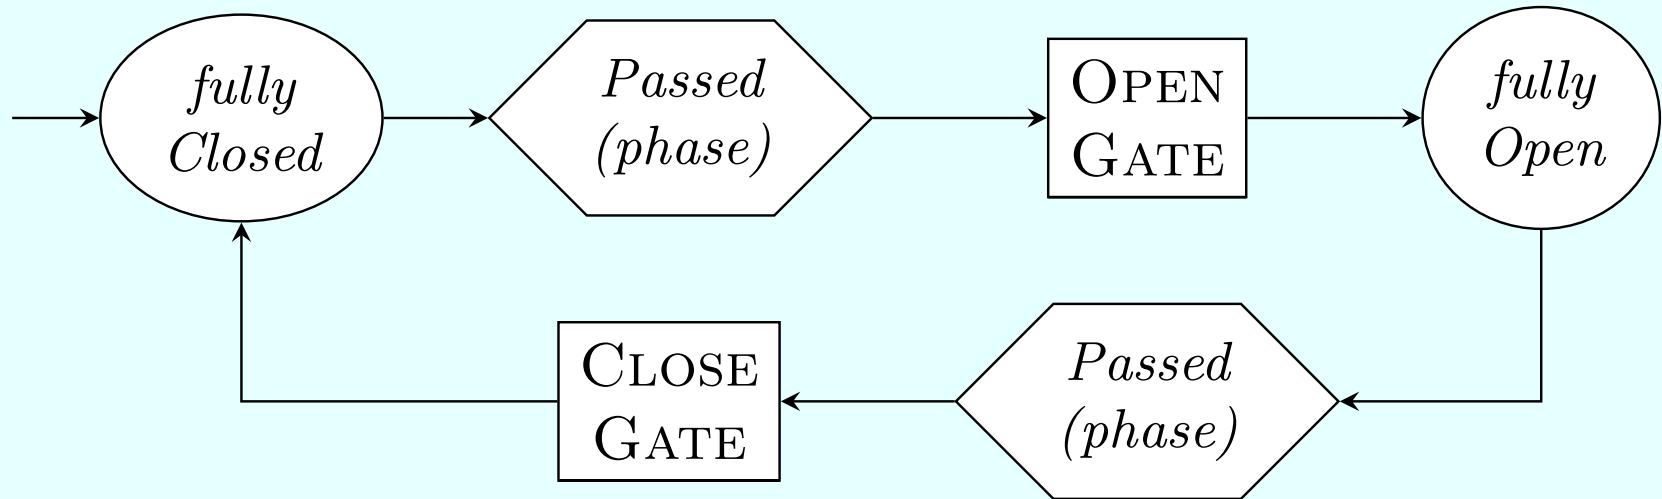 fully
Closed
Passed
(phase)
OPEN
GATE
fully
Open
CLOSE
GATE
Passed
(phase)